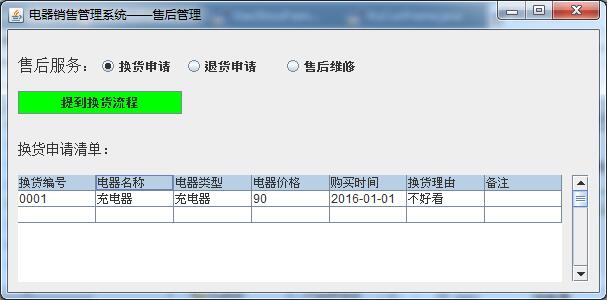 电器销售管理系统——售后管理
售后服务： 换货申请 退货申请 售后维修
提到换货流程
换货申请清单：
换货编号 电器名称 电器类型 电器价格 购买时间 换货理由 备注
0001 充电器 充电器 90 2016-01-01 不好看